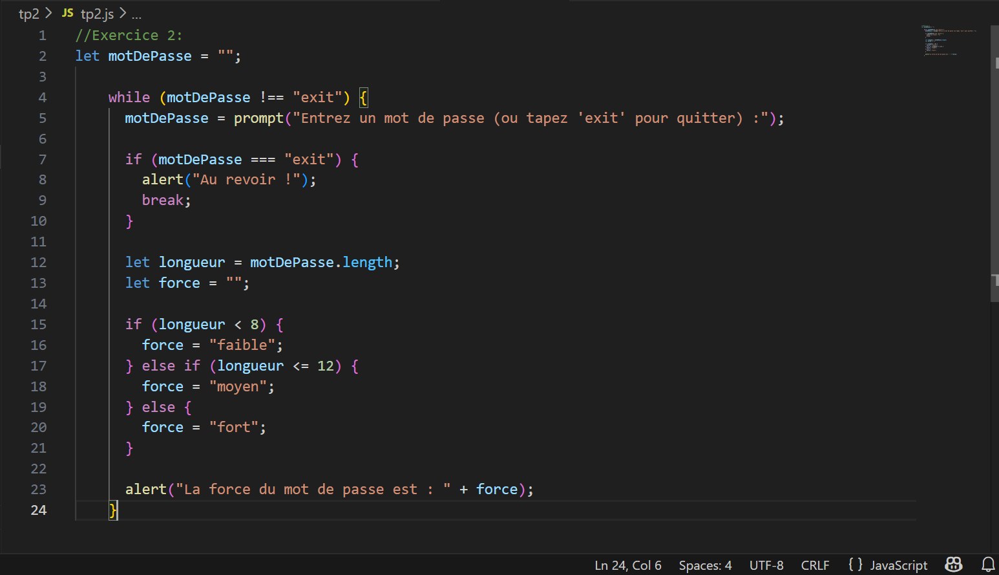 tp2 > JS tp2.js > ...
1 //Exercice 2:
2 let motDePasse = "";
3
4 while (motDePasse !== "exit") {
5 motDePasse = prompt("Entrez un mot de passe (ou tapez 'exit' pour quitter) :");
6
7 if (motDePasse === "exit") {
8 alert("Au revoir !");
9 break;
10 }
11
12 let longueur = motDePasse.length;
13 let force = "";
14
15 if (longueur < 8) {
16 force = "faible";
17 } else if (longueur <= 12) {
18 force = "moyen";
19 } else {
20 force = "fort";
21 }
22
23 alert("La force du mot de passe est : " + force);
24 }
Ln 24, Col 6 Spaces: 4 UTF-8 CRLF { } JavaScript